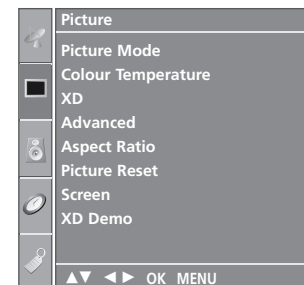 Picture
Picture Mode
Colour Temperature
XD
Advanced
Aspect Ratio
Picture Reset
Screen
XD Demo
▲▼ ◄► OK MENU